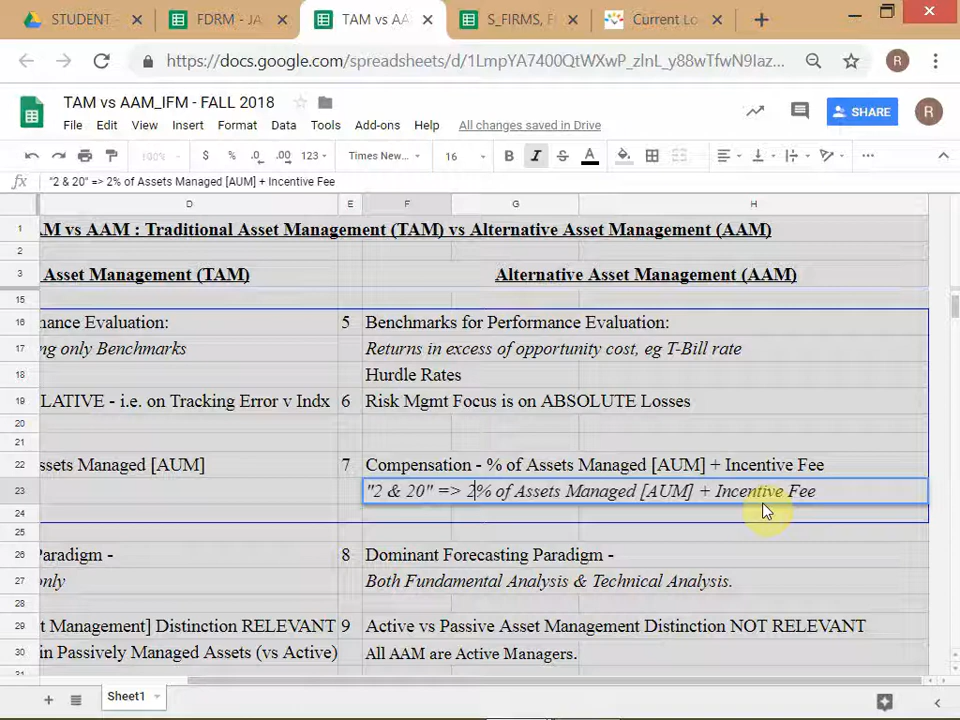 STUDENT
FDRM - JA
TAM vs AA
S_FIRMS, F
Current Lo
https://docs.google.com/spreadsheets/d/1LmpYA7400QtWXwP_zlnL_y88wTfwN9Iaz...
R
TAM vs AAM_IFM - FALL 2018
SHARE
R
File Edit View Insert Format Data Tools Add-ons Help All changes saved in Drive
100% $ % .0 .00 123 Times New... 16 B I S A
fx "2 & 20" => 2% of Assets Managed [AUM] + Incentive Fee
D E F G H
1 AM vs AAM : Traditional Asset Management (TAM) vs Alternative Asset Management (AAM)
2
3 Asset Management (TAM) Alternative Asset Management (AAM)
15
16 nance Evaluation: 5 Benchmarks for Performance Evaluation:
17 ng only Benchmarks Returns in excess of opportunity cost, eg T-Bill rate
18 Hurdle Rates
19 LATIVE - i.e. on Tracking Error v Indx 6 Risk Mgmt Focus is on ABSOLUTE Losses
20
21
22 ssets Managed [AUM] 7 Compensation - % of Assets Managed [AUM] + Incentive Fee
23 "2 & 20" => 2% of Assets Managed [AUM] + Incentive Fee
24
25
26 Paradigm - 8 Dominant Forecasting Paradigm -
27 only Both Fundamental Analysis & Technical Analysis.
28
29 t Management] Distinction RELEVANT 9 Active vs Passive Asset Management Distinction NOT RELEVANT
30 in Passively Managed Assets (vs Active) All AAM are Active Managers.
31
Sheet1